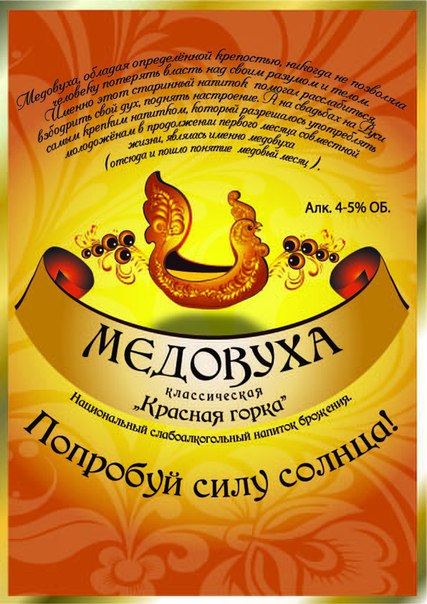 Медовуха, обладая определённой крепостью, никогда не позволяла
человеку потерять власть над своим разумом и телом.
Именно этот старинный напиток помогал расслабиться,
взбодрить свой дух, поднять настроение. А на свадьбах на Руси
самым крепким напитком, который разрешалось употреблять
молодожёнам в продолжении первого месяца совместной
жизни, являлась именно медовуха
(отсюда и пошло понятие медовый месяц ).
Алк. 4-5% ОБ.
МЕДОВУХА
классическая
„Красная горка”
Национальный слабоалкогольный напиток брожения.
Попробуй силу солнца!